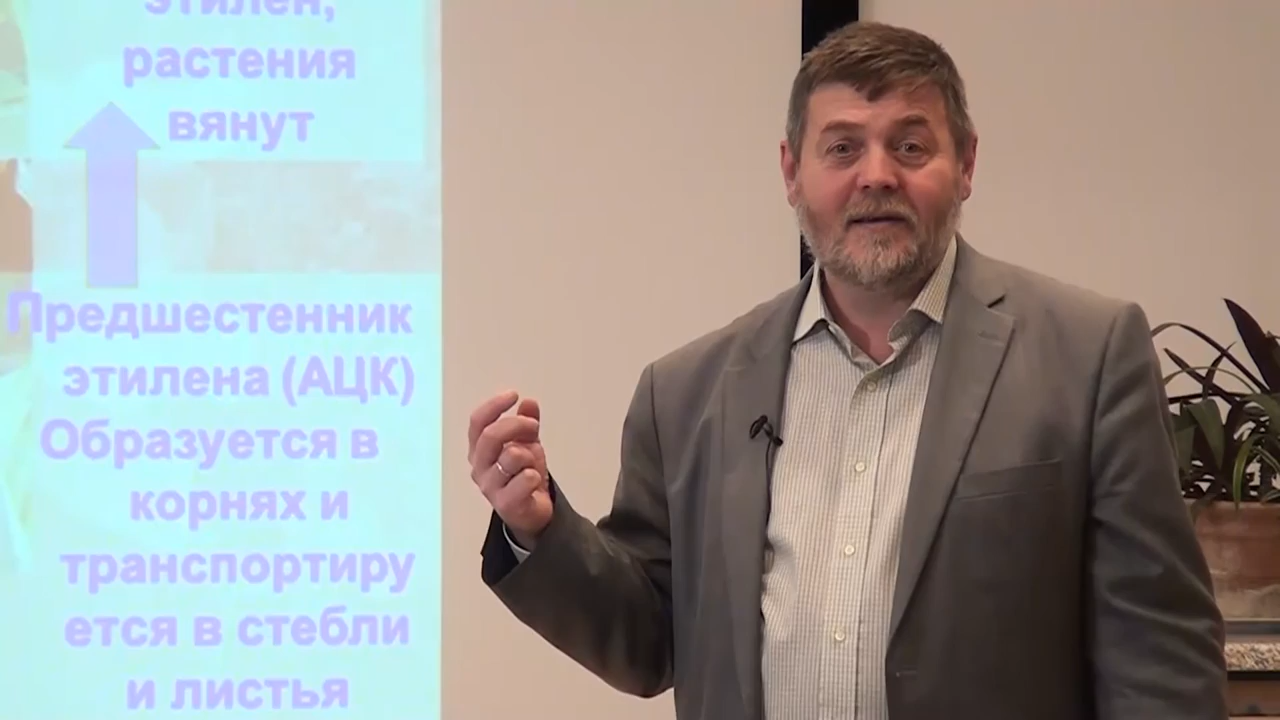 этилен,
растения
вянут
Предшестенник
этилена (АЦК)
Образуется в
корнях и
транспортиру
ется в стебли
и листья